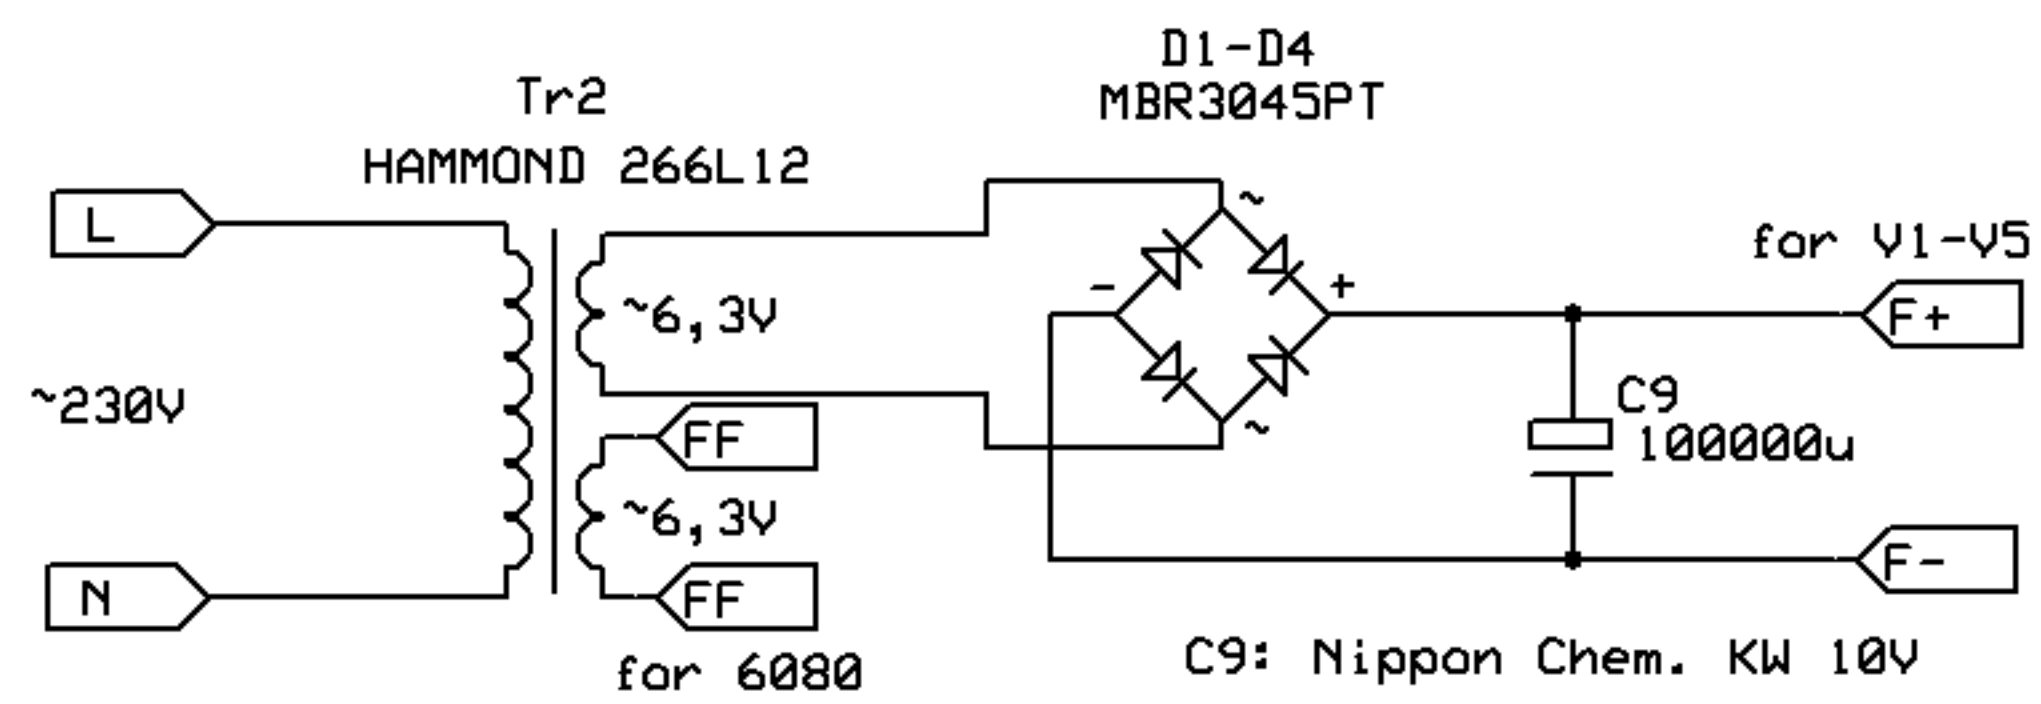 D1-D4
MBR3045PT
Tr2
HAMMOND 266L12
L
~
for V1-V5
-
+
F+
~6,3V
~230V
C9
100000u
FF
~
~6,3V
F-
N
FF
for 6080
C9: Nippon Chem. KW 10V